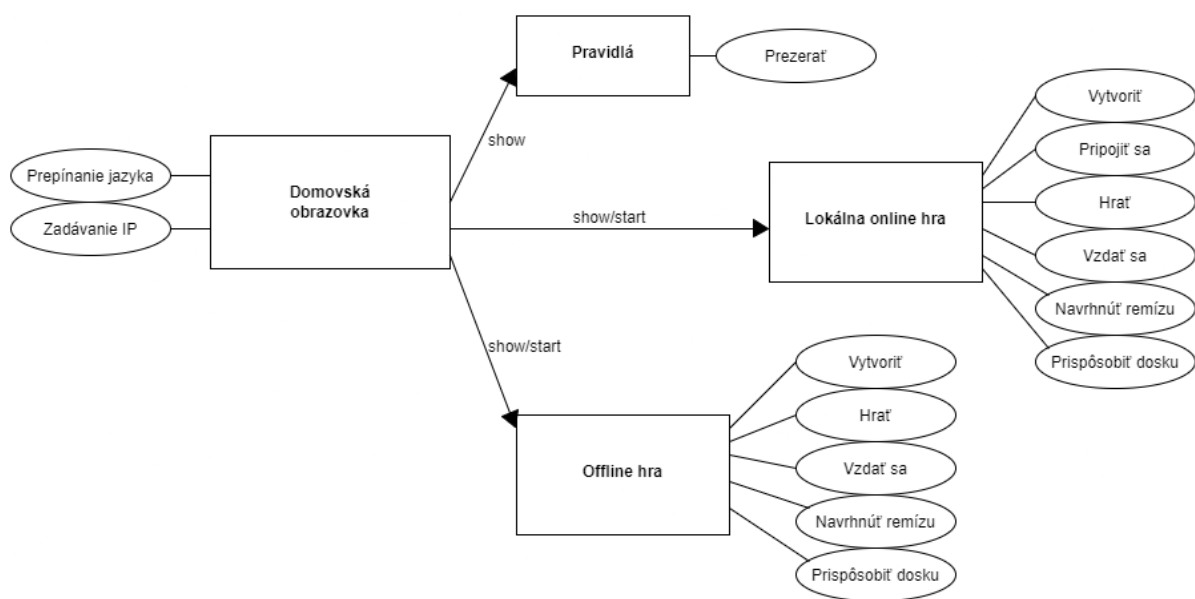 Pravidlá
Prezerať
show
Prepínanie jazyka
Zadávanie IP
Domovská
obrazovka
show/start
Lokálna online hra
Vytvoriť
Pripojiť sa
Hrať
Vzdať sa
Navrhnúť remízu
Prispôsobiť dosku
show/start
Offline hra
Vytvoriť
Hrať
Vzdať sa
Navrhnúť remízu
Prispôsobiť dosku